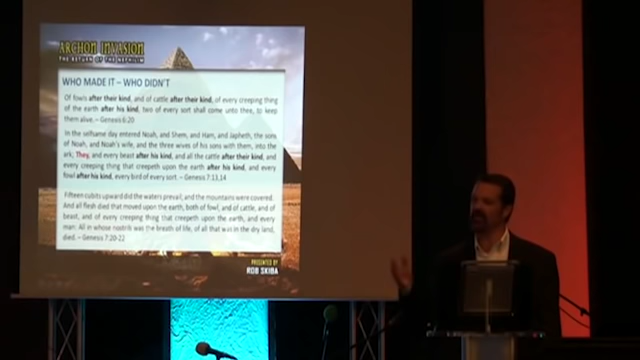 ARCHON INVASION
THE RETURN OF THE NEPHILIM
WHO MADE IT – WHO DIDN'T
Of fowls after their kind, and of cattle after their kind, of every creeping thing
of the earth after his kind, two of every sort shall come unto thee, to keep
them alive. – Genesis 6:20
In the selfsame day entered Noah, and Shem, and Ham, and Japheth, the sons
of Noah, and Noah's wife, and the three wives of his sons with them, into the
ark; They, and every beast after his kind, and all the cattle after their kind, and
every creeping thing that creepeth upon the earth after his kind, and every
fowl after his kind, every bird of every sort. – Genesis 7:13,14
Fifteen cubits upward did the waters prevail; and the mountains were covered.
And all flesh died that moved upon the earth, both of fowl, and of cattle, and of
beast, and of every creeping thing that creepeth upon the earth, and every
man: All in whose nostrils was the breath of life, of all that was in the dry land,
died. – Genesis 7:20-22
PRESENTED BY
ROB SKIBA